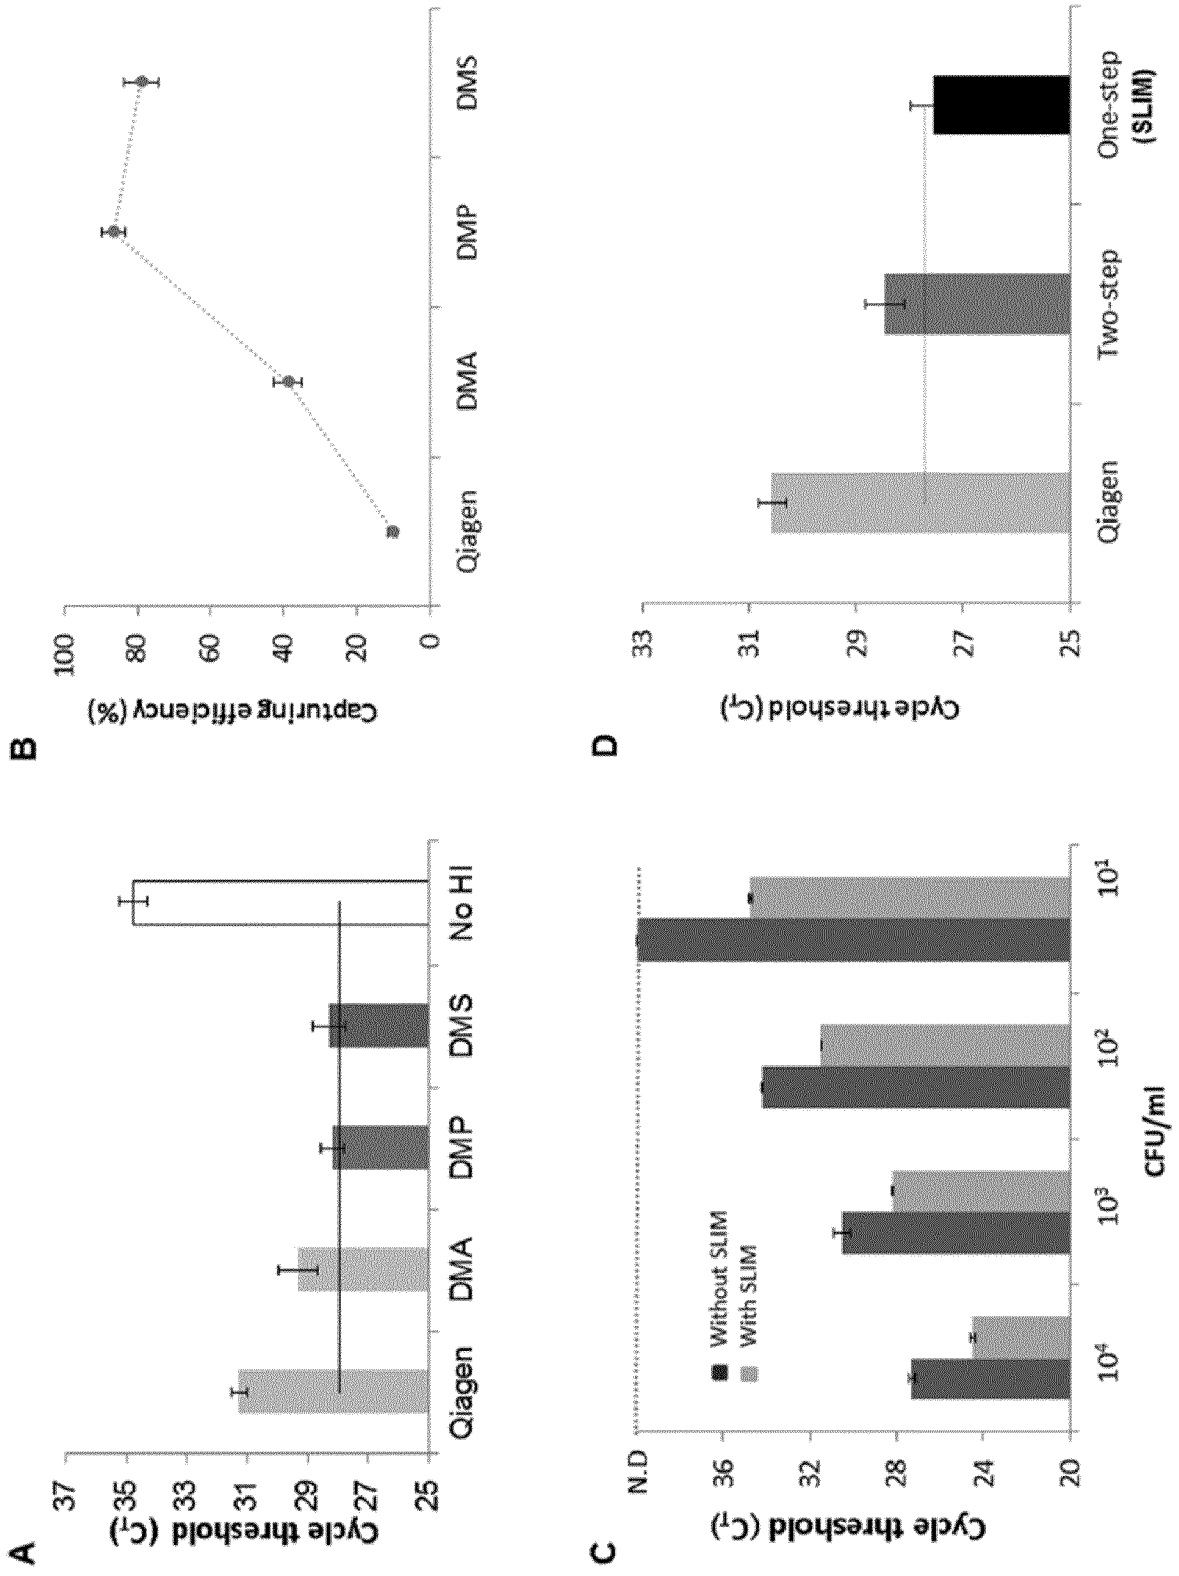 A
Cycle threshold (CT)
37
35
33
31
29
27
25
Qiagen
DMA
DMP
DMS
No HI
B
Capturing efficiency (%)
100
80
60
40
20
0
Qiagen
DMA
DMP
DMS
C
Cycle threshold (CT)
N.D
36
32
28
24
20
Without SLIM
With SLIM
10⁴
10³
10²
10¹
CFU/ml
D
Cycle threshold (CT)
33
31
29
27
25
Qiagen
Two-step
One-step
(SLIM)